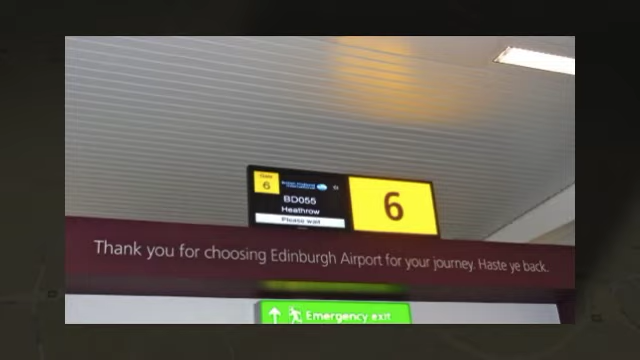 Gate
6
BD055
Heathrow
Please wait
6
Thank you for choosing Edinburgh Airport for your journey. Haste ye back.
Emergency exit